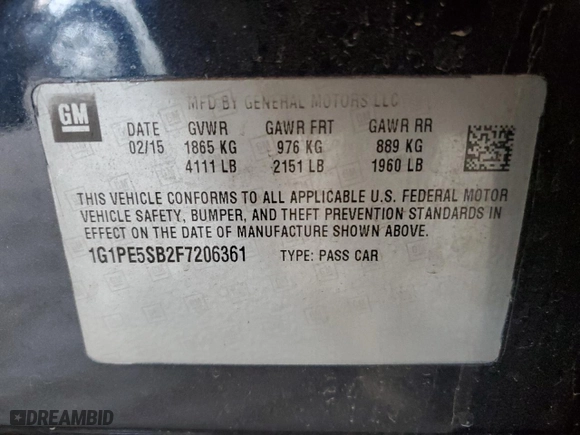 GM
MFD BY GENERAL MOTORS LLC
DATE GVWR GAWR FRT GAWR RR
02/15 1865 KG 976 KG 889 KG
4111 LB 2151 LB 1960 LB
THIS VEHICLE CONFORMS TO ALL APPLICABLE U.S. FEDERAL MOTOR
VEHICLE SAFETY, BUMPER, AND THEFT PREVENTION STANDARDS IN
EFFECT ON THE DATE OF MANUFACTURE SHOWN ABOVE.
1G1PE5SB2F7206361 TYPE: PASS CAR
DREAMBID